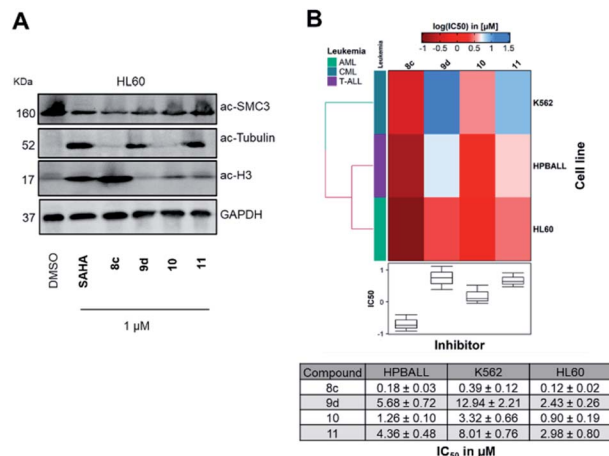 A
B
KDa
HL60
160
ac-SMC3
52
ac-Tubulin
17
ac-H3
37
GAPDH
DMSO
SAHA
8c
9d
10
11
1 µM
log(IC50) in [µM]
-1 -0.5 0 0.5 1 1.5
Leukemia
AML
CML
T-ALL
Leukemia
8c 9d 10 11
K562
HPBALL
HL60
Cell line
IC50
1
0
-1
Inhibitor
Compound HPBALL K562 HL60
8c 0.18 ± 0.03 0.39 ± 0.12 0.12 ± 0.02
9d 5.68 ± 0.72 12.94 ± 2.21 2.43 ± 0.26
10 1.26 ± 0.10 3.32 ± 0.66 0.90 ± 0.19
11 4.36 ± 0.48 8.01 ± 0.76 2.98 ± 0.80
IC50 in µM